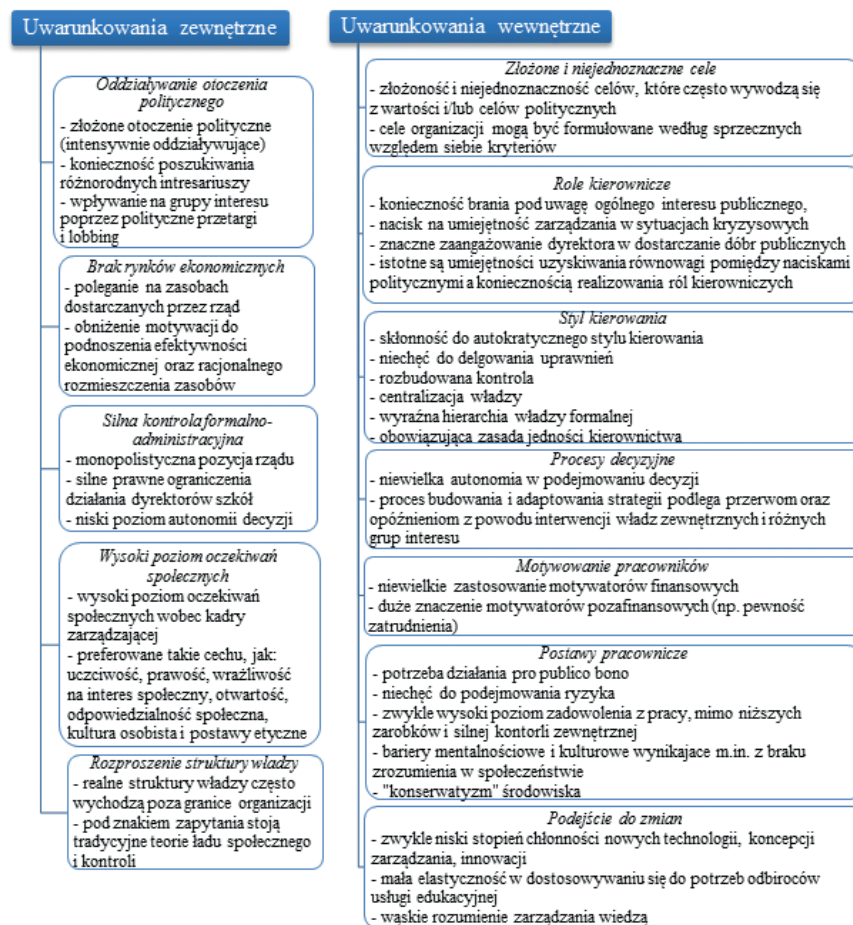 Uwarunkowania zewnętrzne
Oddziaływanie otoczenia
politycznego
- złożone otoczenie polityczne
(intensywnie oddziaływujące)
- konieczność poszukiwania
różnorodnych intresariuszy
- wpływanie na grupy interesu
poprzez polityczne przetargi
i lobbing
Brak rynków ekonomicznych
- poleganie na zasobach
dostarczanych przez rząd
- obniżenie motywacji do
podnoszenia efektywności
ekonomicznej oraz racjonalnego
rozmieszczenia zasobów
Silna kontrola formalno-
administracyjna
- monopolistyczna pozycja rządu
- silne prawne ograniczenia
działania dyrektorów szkół
- niski poziom autonomii decyzji
Wysoki poziom oczekiwań
społecznych
- wysoki poziom oczekiwań
społecznych wobec kadry
zarządzającej
- preferowane takie cechu, jak:
uczciwość, prawość, wrażliwość
na interes społeczny, otwartość,
odpowiedzialność społeczna,
kultura osobista i postawy etyczne
Rozproszenie struktury władzy
- realne struktury władzy często
wychodzą poza granice organizacji
- pod znakiem zapytania stoją
tradycyjne teorie ładu społecznego
i kontroli
Uwarunkowania wewnętrzne
Złożone i niejednoznaczne cele
- złożoność i niejednoznaczność celów, które często wywodzą się
z wartości i/lub celów politycznych
- cele organizacji mogą być formułowane według sprzecznych
względem siebie kryteriów
Role kierownicze
- konieczność brania pod uwagę ogólnego interesu publicznego,
- nacisk na umiejętność zarządzania w sytuacjach kryzysowych
- znaczne zaangażowanie dyrektora w dostarczanie dóbr publicznych
- istotne są umiejętności uzyskiwania równowagi pomiędzy naciskami
politycznymi a koniecznością realizowania ról kierowniczych
Styl kierowania
- skłonność do autokratycznego stylu kierowania
- niechęć do delgowania uprawnień
- rozbudowana kontrola
- centralizacja władzy
- wyraźna hierarchia władzy formalnej
- obowiązująca zasada jedności kierownictwa
Procesy decyzyjne
- niewielka autonomia w podejmowaniu decyzji
- proces budowania i adaptowania strategii podlega przerwom oraz
opóźnieniom z powodu interwencji władz zewnętrznych i różnych
grup interesu
Motywowanie pracowników
- niewielkie zastosowanie motywatorów finansowych
- duże znaczenie motywatorów pozafinansowych (np. pewność
zatrudnienia)
Postawy pracownicze
- potrzeba działania pro publico bono
- niechęć do podejmowania ryzyka
- zwykle wysoki poziom zadowolenia z pracy, mimo niższych
zarobków i silnej kontorli zewnętrznej
- bariery mentalnościowe i kulturowe wynikajace m.in. z braku
zrozumienia w społeczeństwie
- "konserwatyzm" środowiska
Podejście do zmian
- zwykle niski stopień chłonności nowych technologii, koncepcji
zarządzania, innowacji
- mała elastyczność w dostosowywaniu się do potrzeb odbiroców
usługi edukacyjnej
- wąskie rozumienie zarządzania wiedzą